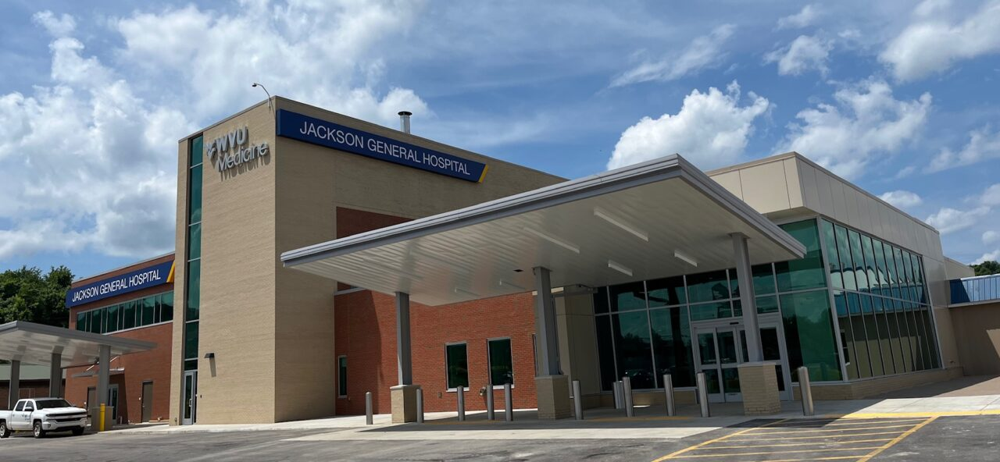 WVU
Medicine
JACKSON GENERAL HOSPITAL
JACKSON GENERAL HOSPITAL